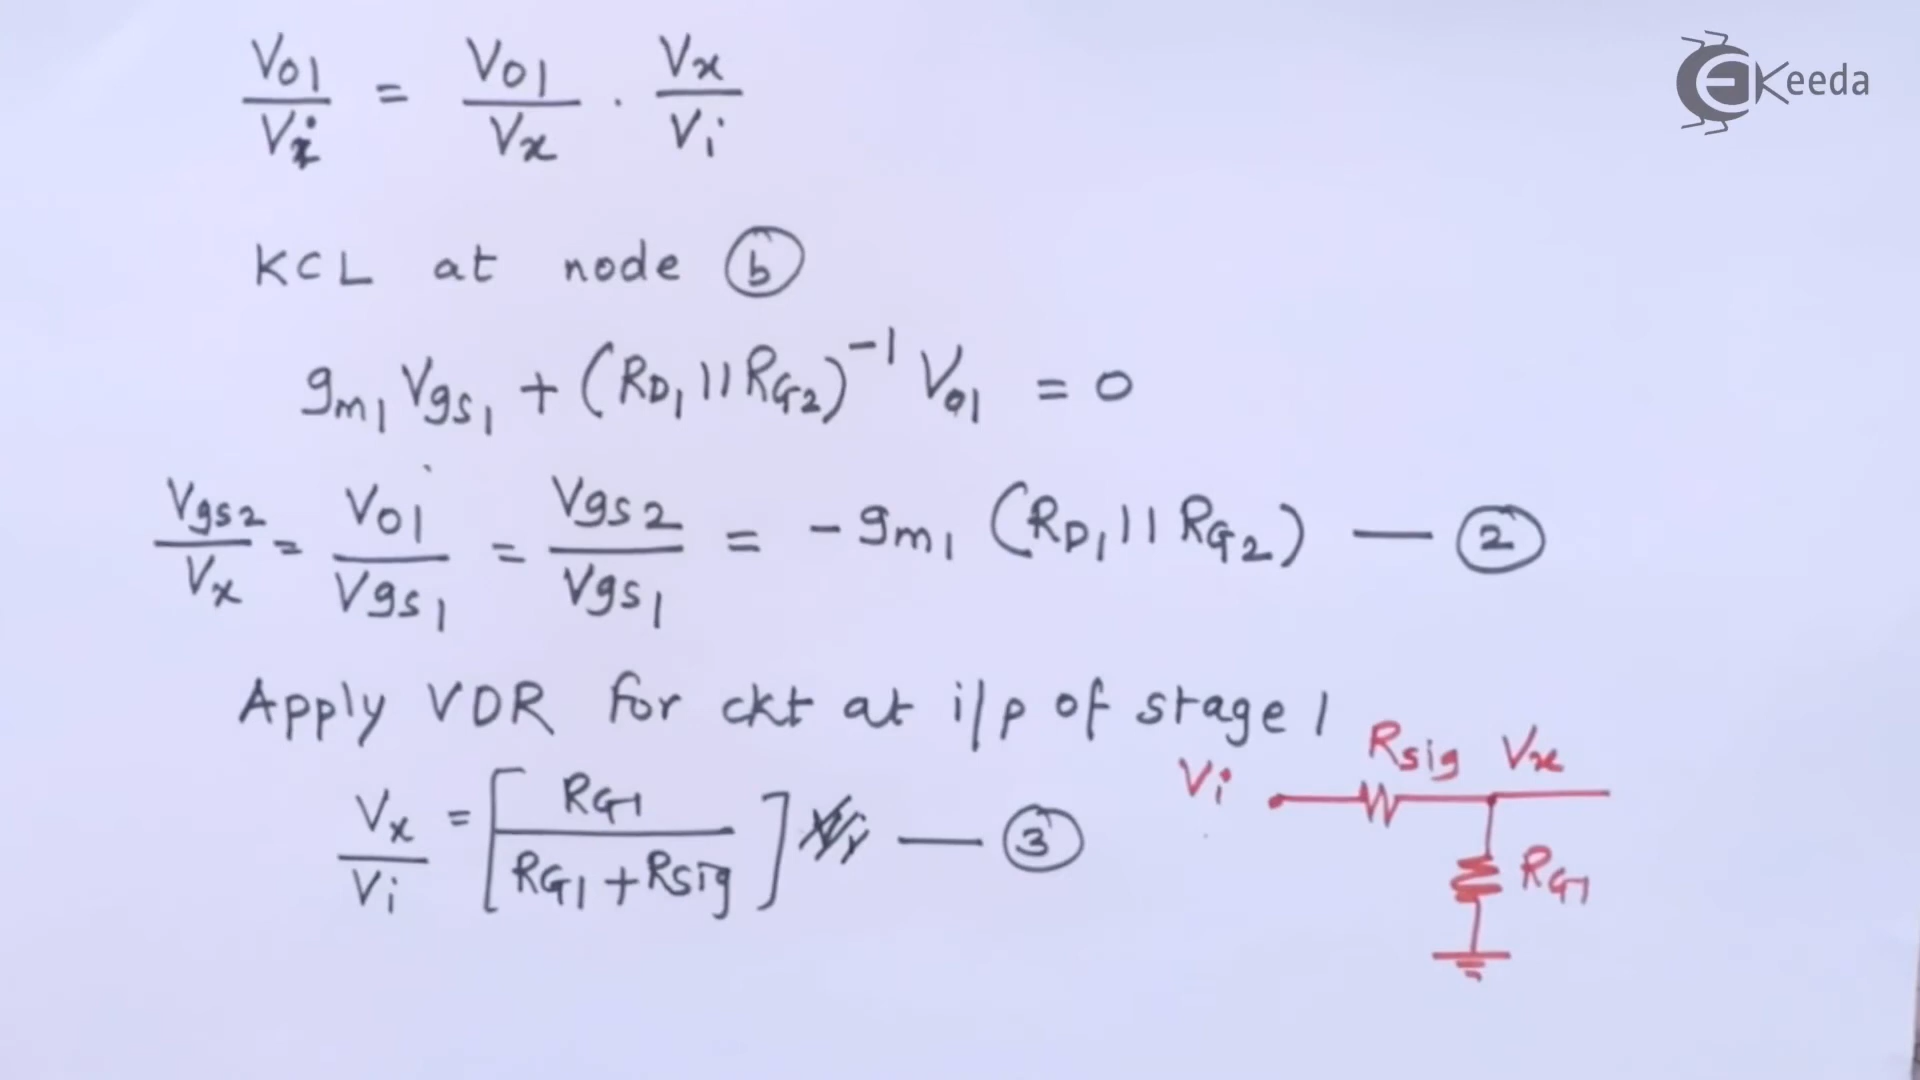 Vo1/Vi = Vo1/Vx · Vx/Vi
EKeeda
KCL at node (b)
gm1 Vgs1 + (RD1 || RG2)^-1 Vo1 = 0
Vgs2/Vx = Vo1/Vgs1 = Vgs2/Vgs1 = -gm1 (RD1 || RG2) — (2)
Apply VDR for ckt at i/p of stage 1
Vx/Vi = [RG1/(RG1 + Rsig)] — (3)
Vi Rsig Vx
RG1